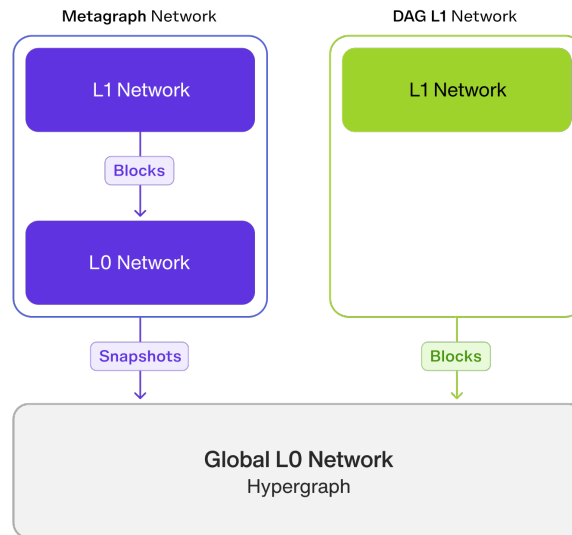 Metagraph Network
L1 Network
Blocks
L0 Network
Snapshots
DAG L1 Network
L1 Network
Blocks
Global L0 Network
Hypergraph